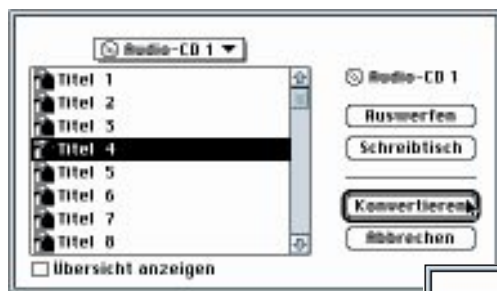 Audio-CD 1
Titel 1
Titel 2
Titel 3
Titel 4
Titel 5
Titel 6
Titel 7
Titel 8
Übersicht anzeigen
Audio-CD 1
Auswerfen
Schreibtisch
Konvertieren
Abbrechen